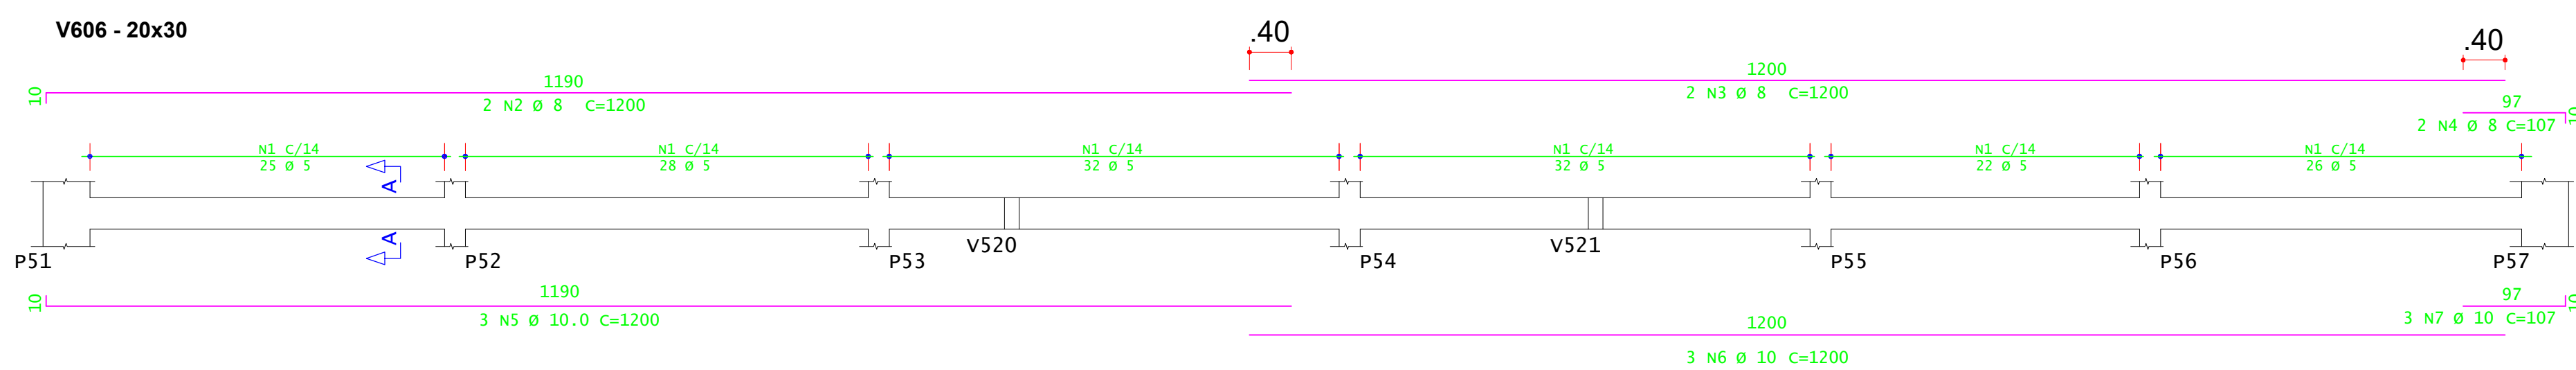 V606 - 20x30
.40
.40
1190
1200
10
2 N2 Ø 8 C=1200
2 N3 Ø 8 C=1200
97
10
2 N4 Ø 8 C=107
N1 C/14
25 Ø 5
N1 C/14
28 Ø 5
N1 C/14
32 Ø 5
N1 C/14
32 Ø 5
N1 C/14
22 Ø 5
N1 C/14
26 Ø 5
A
A
P51
P52
P53
V520
P54
V521
P55
P56
P57
10
1190
3 N5 Ø 10.0 C=1200
1200
3 N6 Ø 10 C=1200
97
10
3 N7 Ø 10 C=107